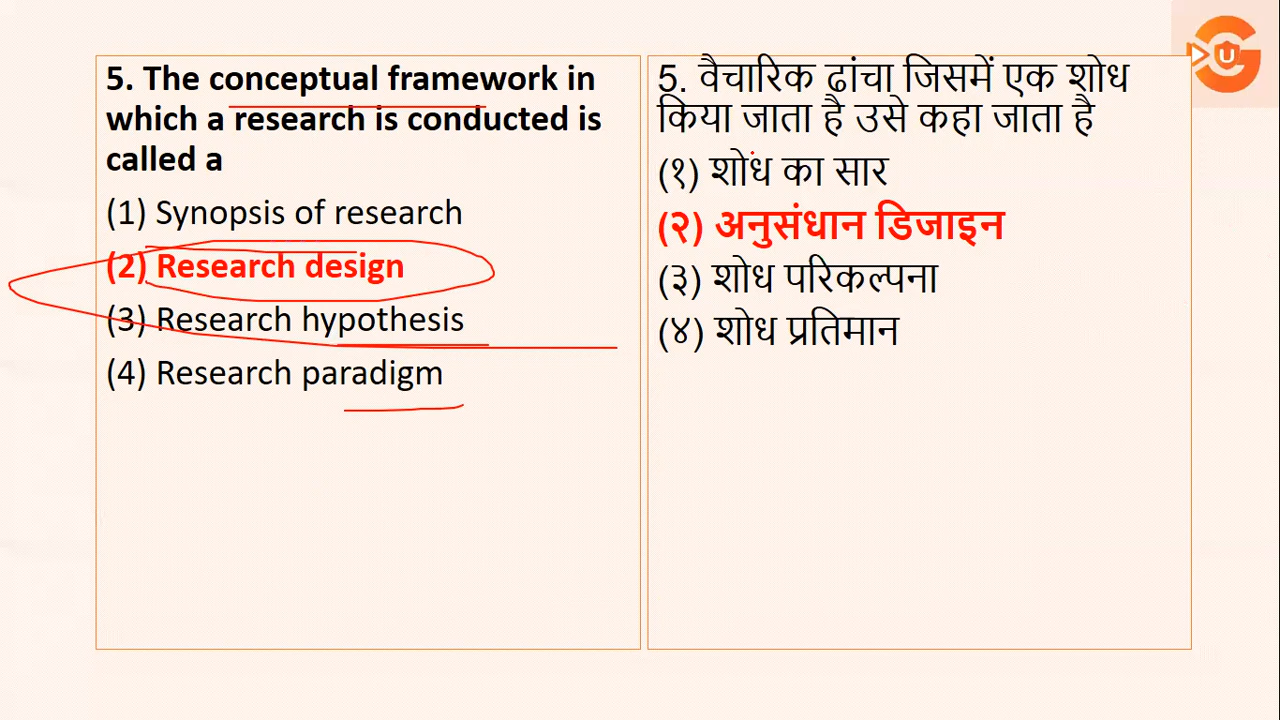 5. The conceptual framework in
which a research is conducted is
called a
(1) Synopsis of research
(2) Research design
(3) Research hypothesis
(4) Research paradigm
5. वैचारिक ढांचा जिसमें एक शोध
किया जाता है उसे कहा जाता है
(१) शोध का सार
(२) अनुसंधान डिजाइन
(३) शोध परिकल्पना
(४) शोध प्रतिमान
U